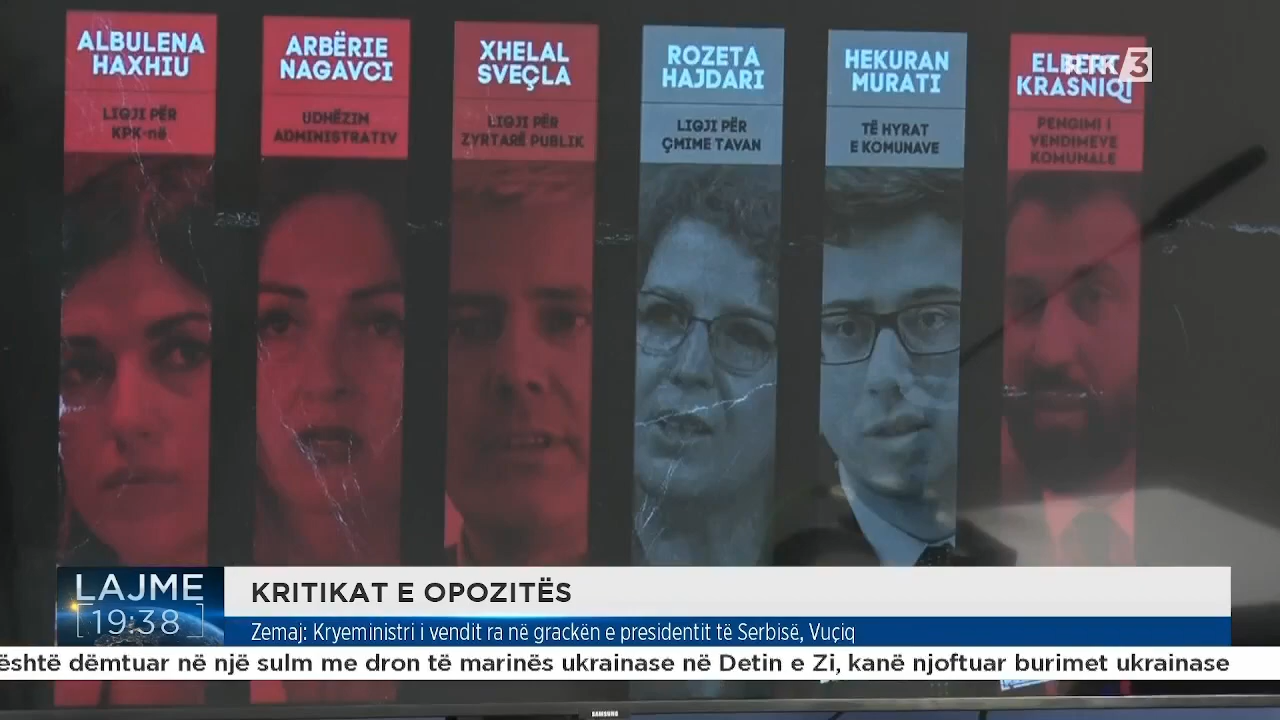 ALBULENA
HAXHIU
LIGJI PËR
KPK-në
ARBËRIE
NAGAVCI
UDHËZIM
ADMINISTRATIV
XHELAL
SVEÇLA
LIGJI PËR
ZYRTARË PUBLIK
ROZETA
HAJDARI
LIGJI PËR
ÇMIME TAVAN
HEKURAN
MURATI
TË HYRAT
E KOMUNAVE
ELBERT
KRASNIQI
PENGIMI I
VENDIMEVE
KOMUNALE
RTK 3
LAJME
19:38
KRITIKAT E OPOZITËS
Zemaj: Kryeministri i vendit ra në grackën e presidentit të Serbisë, Vuçiq
është dëmtuar në një sulm me dron të marinës ukrainase në Detin e Zi, kanë njoftuar burimet ukrainase
SAMSUNG